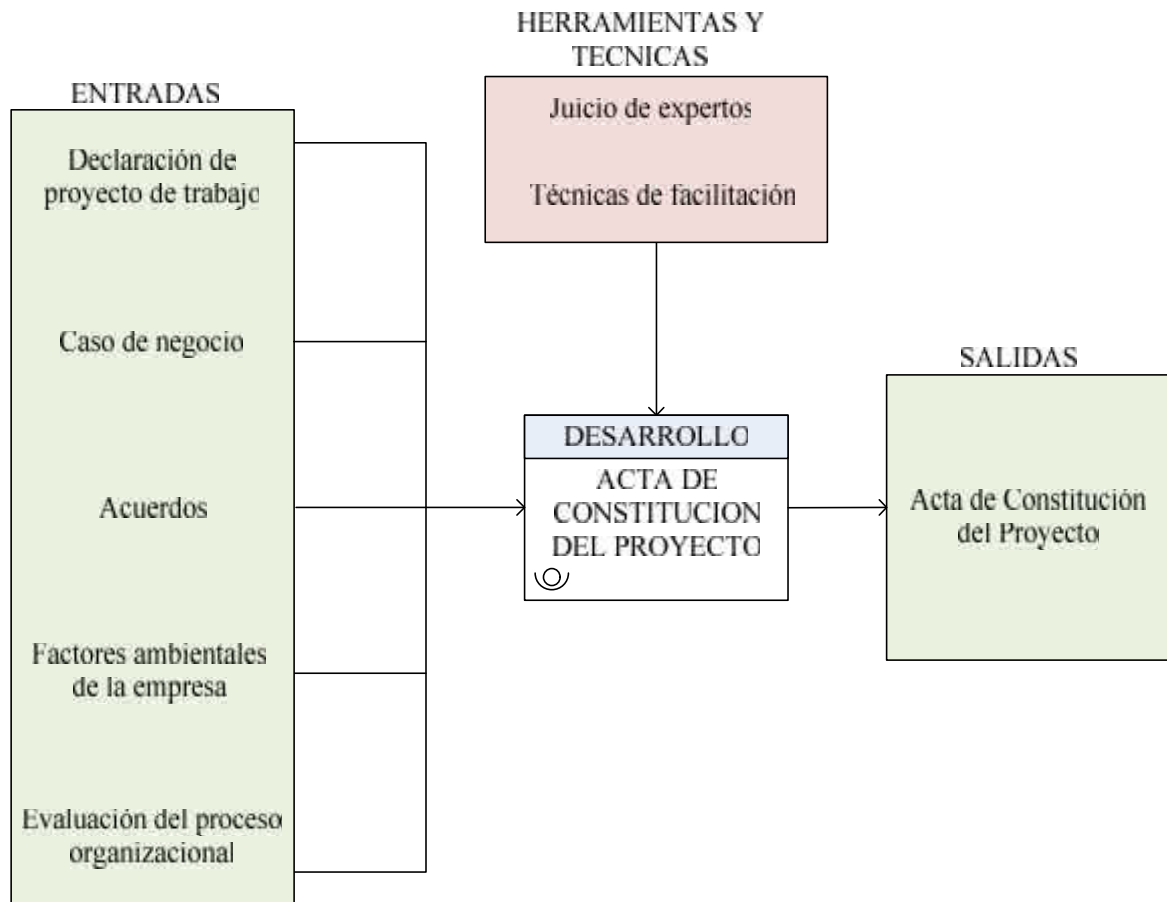 HERRAMIENTAS Y
TECNICAS
Juicio de expertos
Técnicas de facilitación
ENTRADAS
Declaración de
proyecto de trabajo
Caso de negocio
Acuerdos
Factores ambientales
de la empresa
Evaluación del proceso
organizacional
DESARROLLO
ACTA DE
CONSTITUCION
DEL PROYECTO
SALIDAS
Acta de Constitución
del Proyecto